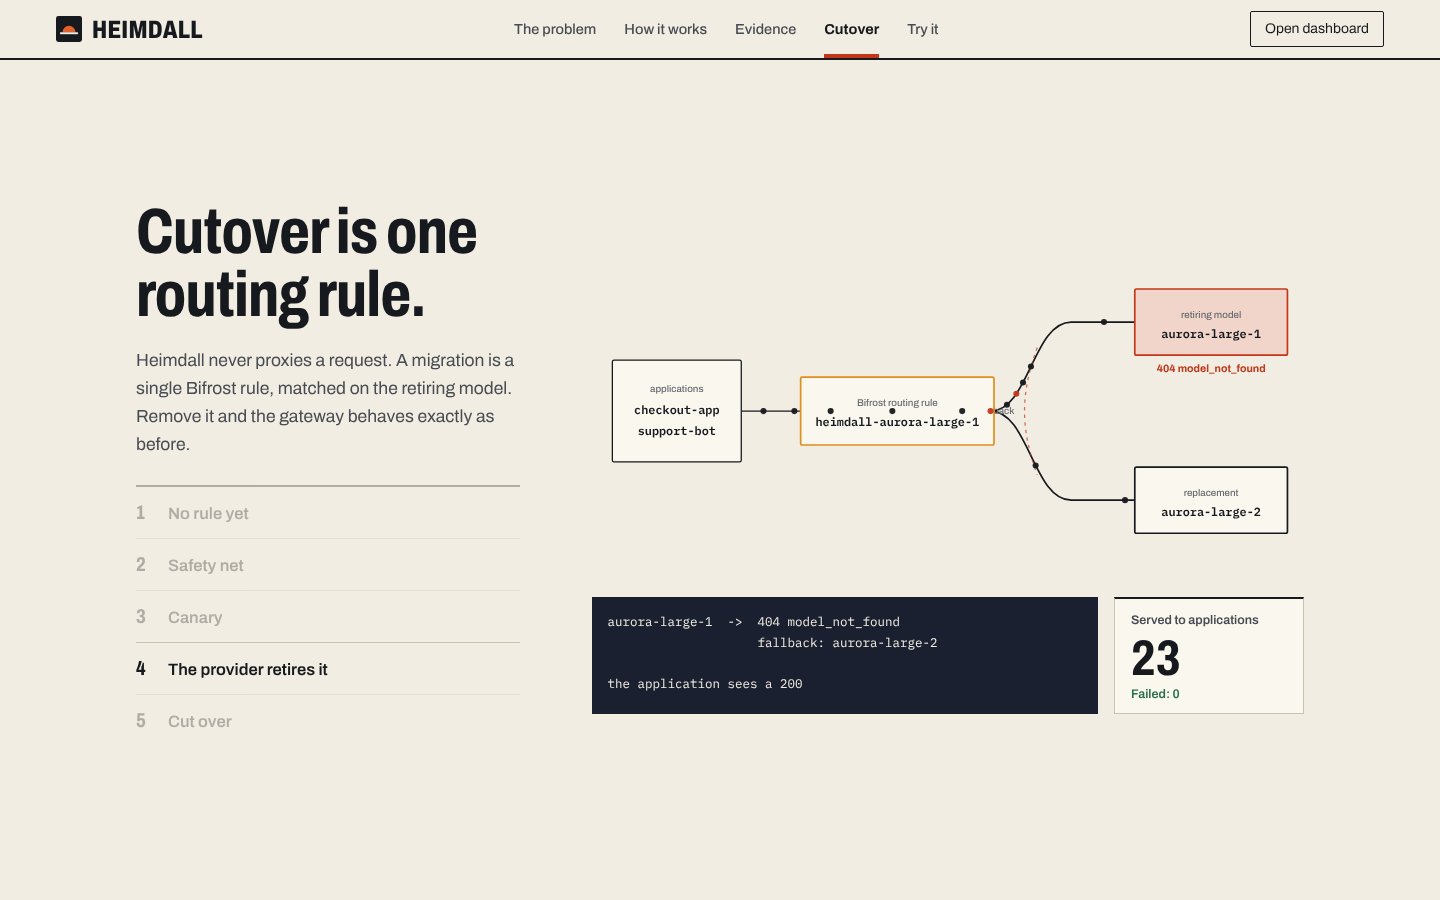 HEIMDALL
The problem
How it works
Evidence
Cutover
Try it
Open dashboard
Cutover is one
routing rule.
Heimdall never proxies a request. A migration is a
single Bifrost rule, matched on the retiring model.
Remove it and the gateway behaves exactly as
before.
1 No rule yet
2 Safety net
3 Canary
4 The provider retires it
5 Cut over
applications
checkout-app
support-bot
Bifrost routing rule
heimdall-aurora-large-1
retiring model
aurora-large-1
404 model_not_found
replacement
aurora-large-2
aurora-large-1 -> 404 model_not_found
fallback: aurora-large-2
the application sees a 200
Served to applications
23
Failed: 0